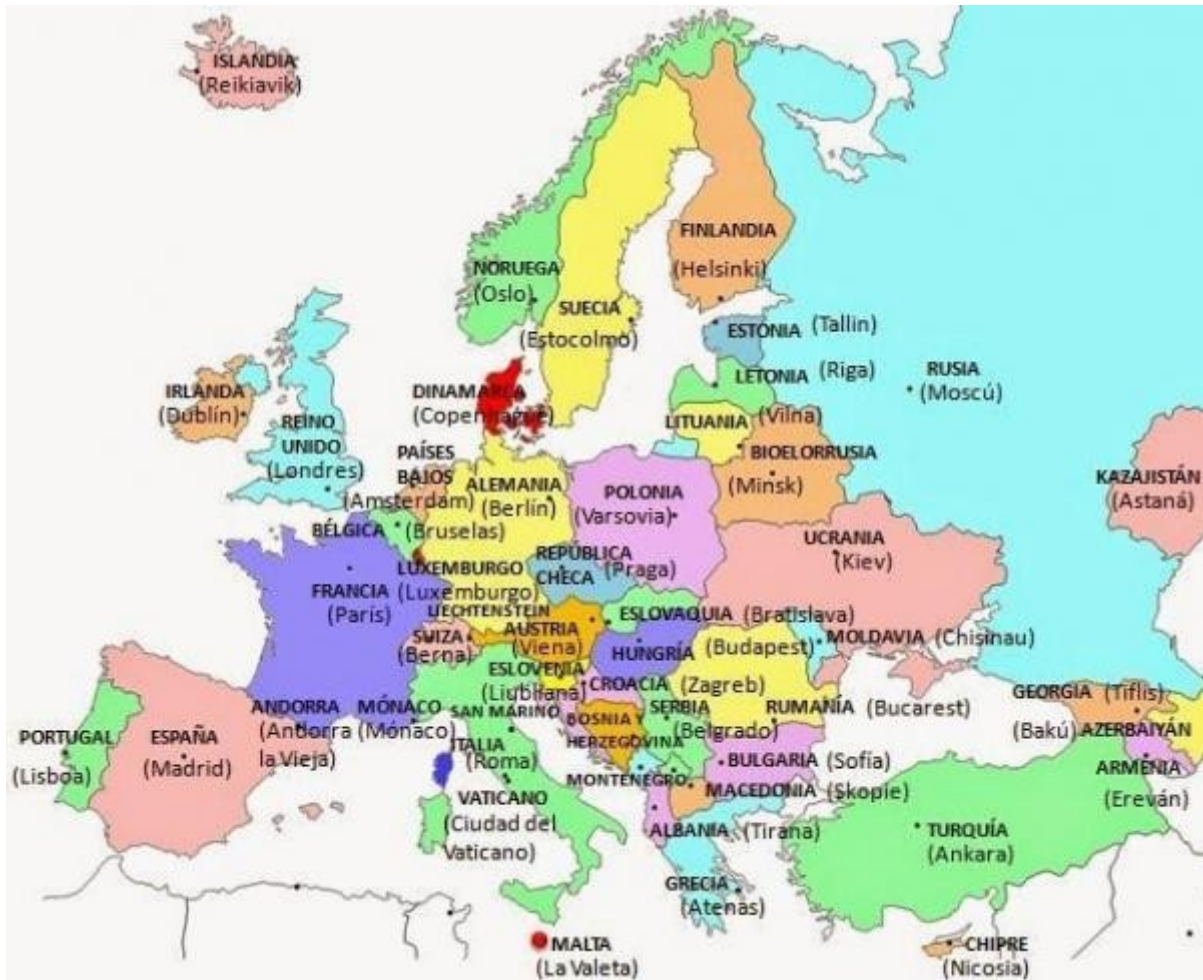 ISLANDIA
(Reikiavik)
NORUEGA
(Oslo)
SUECIA
(Estocolmo)
FINLANDIA
(Helsinki)
ESTONIA (Tallin)
LETONIA (Riga)
LITUANIA (Vilna)
RUSIA
(Moscú)
IRLANDA
(Dublín)
REINO
UNIDO
(Londres)
DINAMARCA
(Copenhague)
PAÍSES
BAJOS
(Amsterdam)
BÉLGICA (Bruselas)
ALEMANIA
(Berlín)
POLONIA
(Varsovia)
BIOELORRUSIA
(Minsk)
KAZAJISTÁN
(Astaná)
UCRANIA
(Kiev)
LUXEMBURGO
(Luxemburgo)
REPÚBLICA
CHECA
(Praga)
FRANCIA
(París)
LIECHTENSTEIN
SUIZA
(Berna)
AUSTRIA
(Viena)
ESLOVAQUIA (Bratislava)
HUNGRÍA (Budapest)
MOLDAVIA (Chisinau)
ESLOVENIA
(Liubliana)
CROACIA (Zagreb)
ANDORRA
(Andorra
la Vieja)
MÓNACO
(Mónaco)
SAN MARINO
BOSNIA Y
HERZEGOVINA
SERBIA
(Belgrado)
RUMANÍA (Bucarest)
GEORGIA (Tiflis)
(Bakú) AZERBAIYÁN
ARMENIA
(Ereván)
PORTUGAL
(Lisboa)
ESPAÑA
(Madrid)
ITALIA
(Roma)
MONTENEGRO
BULGARIA (Sofía)
MACEDONIA (Skopie)
VATICANO
(Ciudad del
Vaticano)
ALBANIA (Tirana)
TURQUÍA
(Ankara)
GRECIA
(Atenas)
MALTA
(La Valeta)
CHIPRE
(Nicosia)